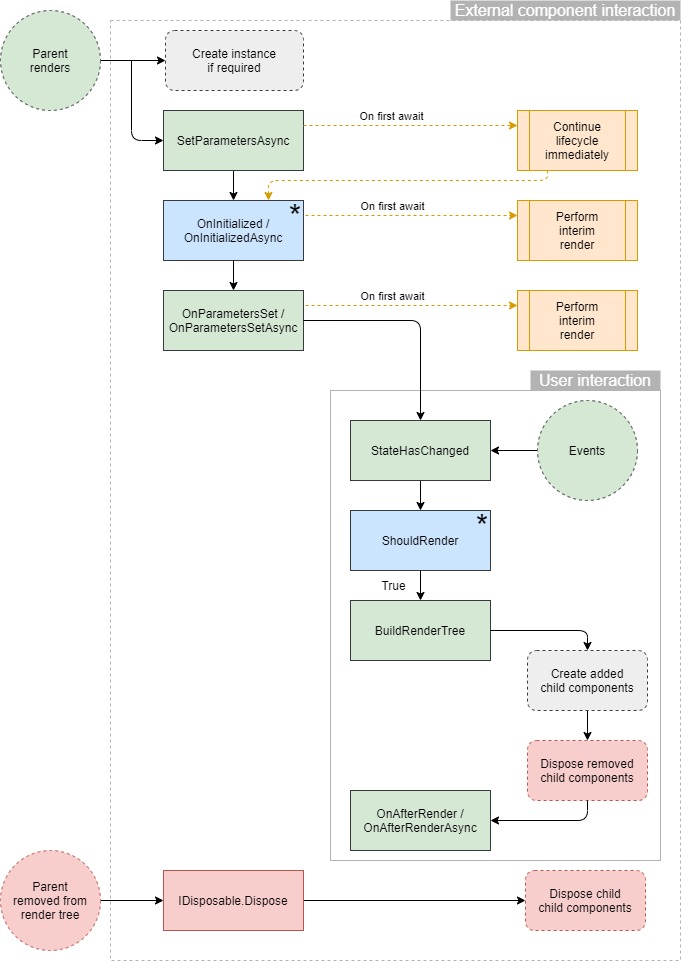 External component interaction
Parent
renders
Create instance
if required
SetParametersAsync
On first await
Continue
lifecycle
immediately
OnInitialized /
OnInitializedAsync
*
On first await
Perform
interim
render
OnParametersSet /
OnParametersSetAsync
On first await
Perform
interim
render
User interaction
StateHasChanged
Events
ShouldRender
*
True
BuildRenderTree
Create added
child components
Dispose removed
child components
OnAfterRender /
OnAfterRenderAsync
Parent
removed from
render tree
IDisposable.Dispose
Dispose child
child components